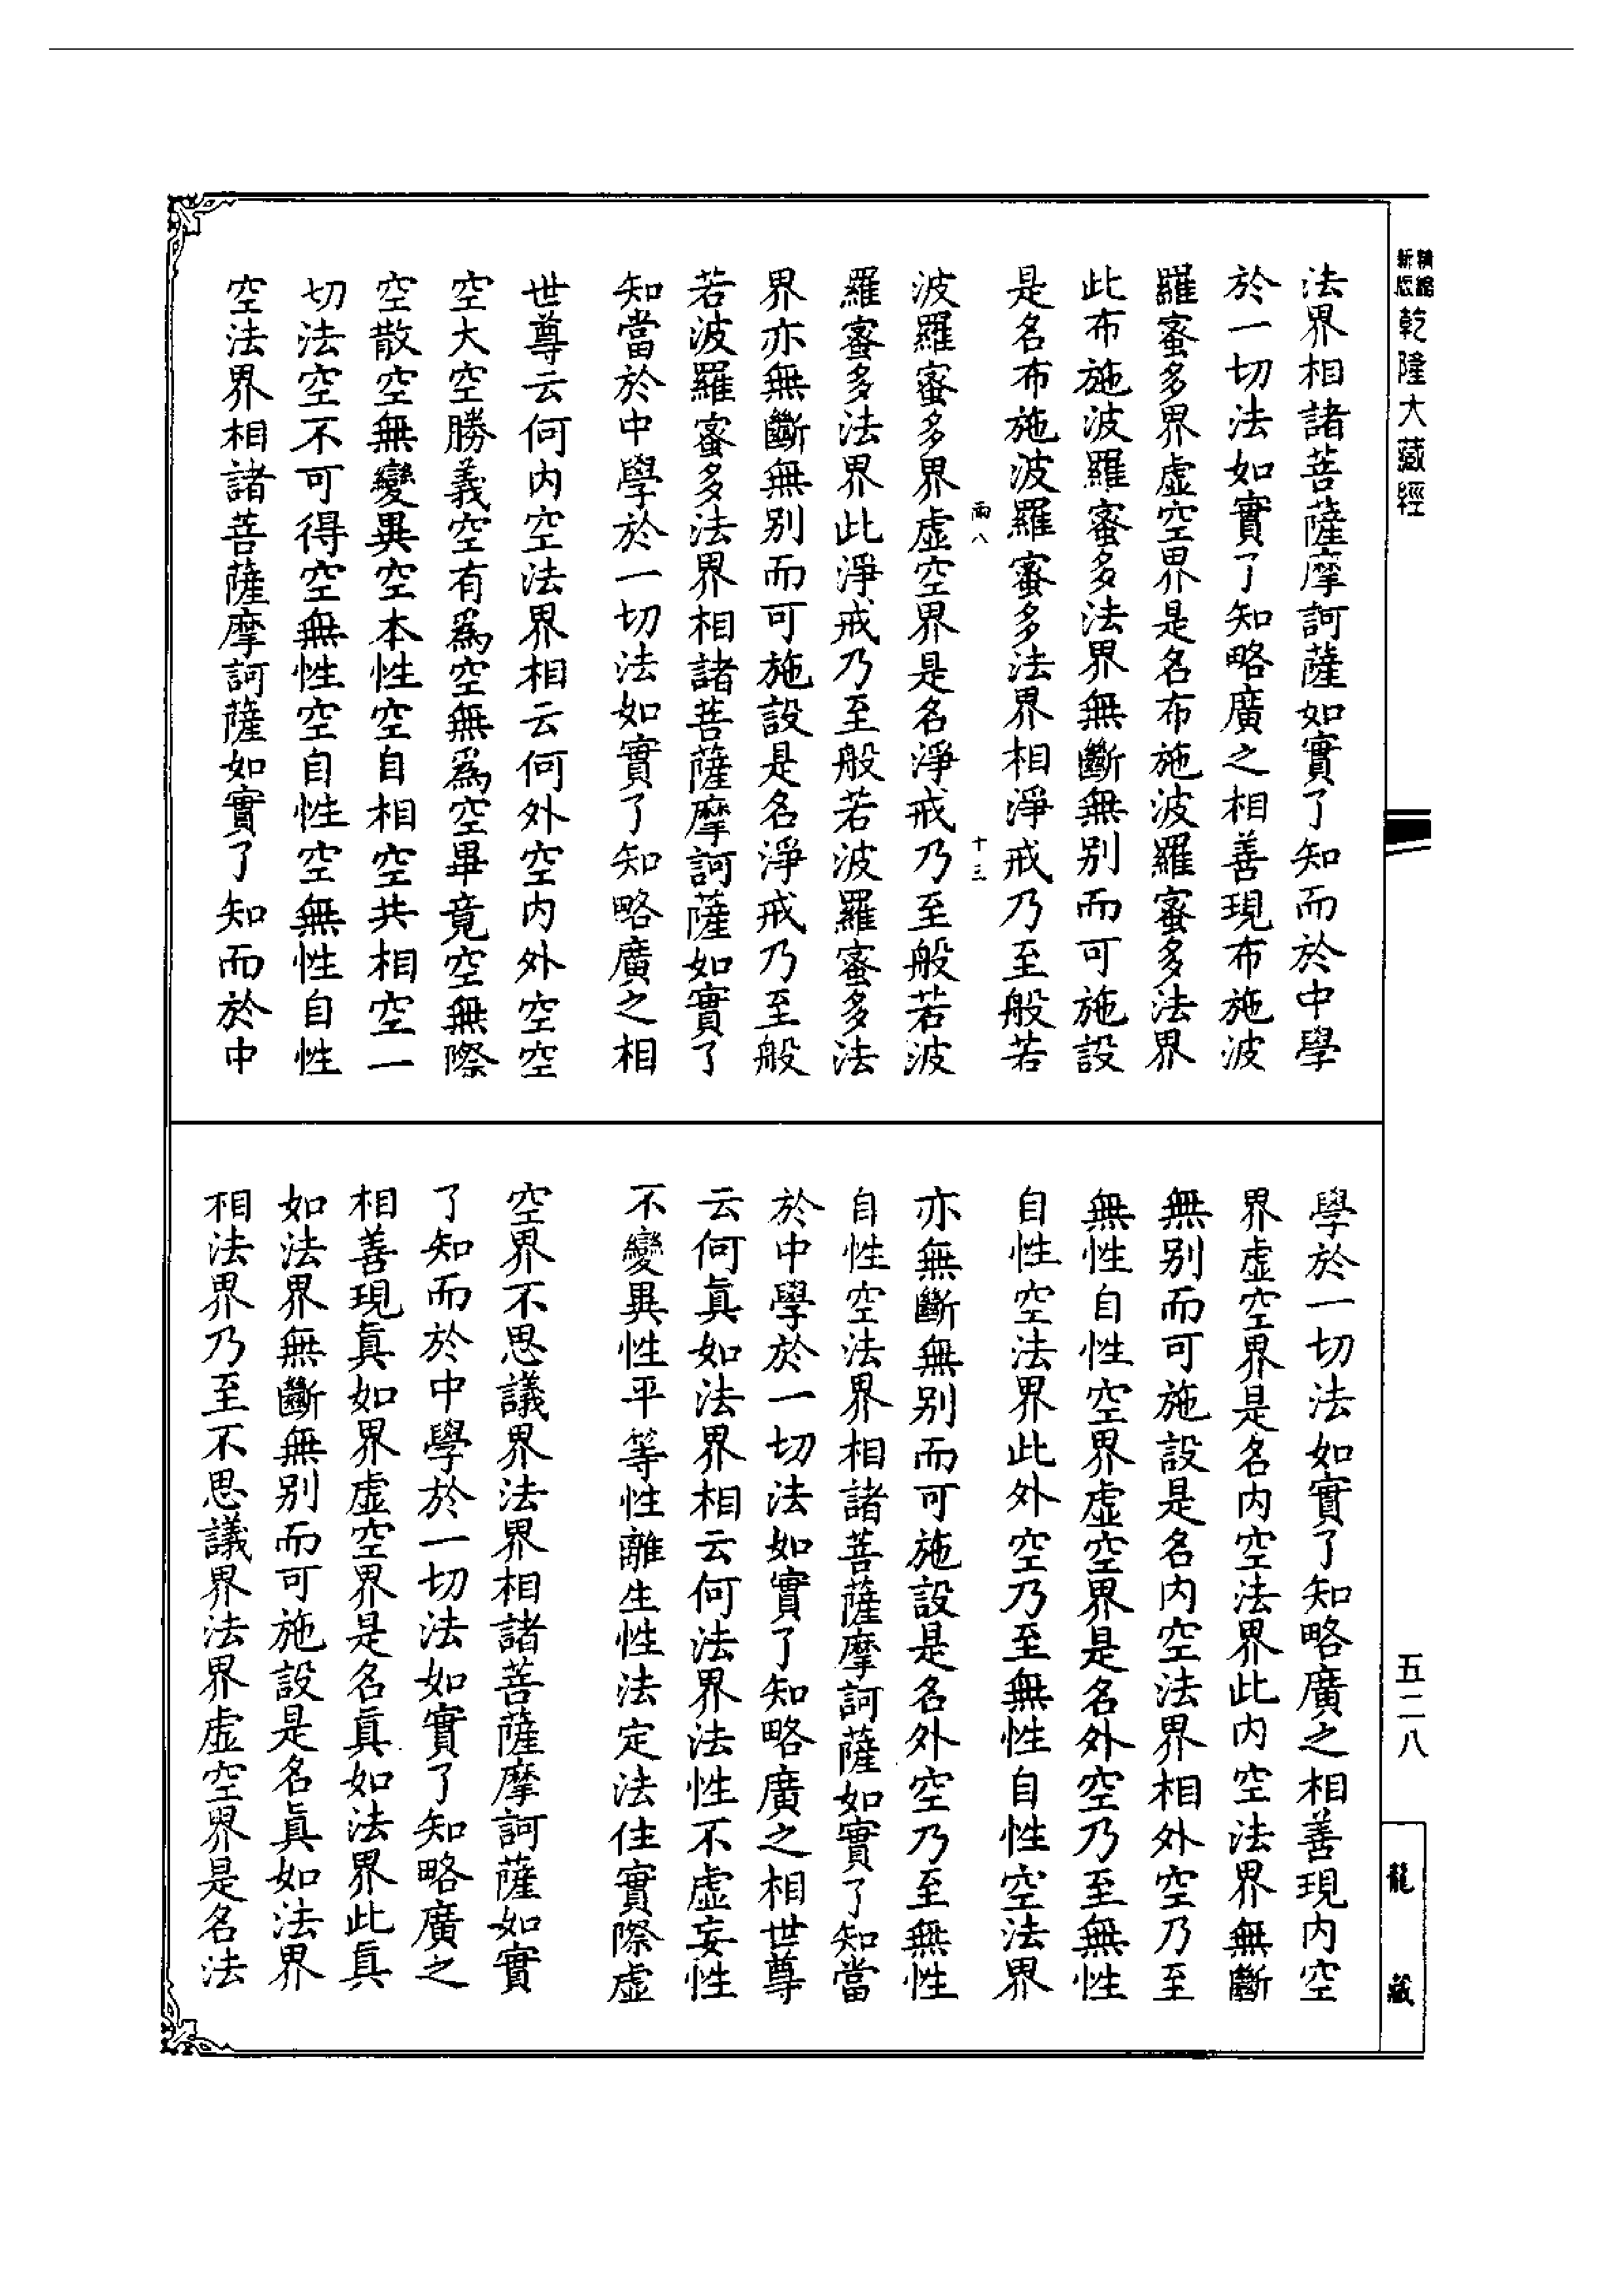 精縮新版乾隆大藏經
法界相諸菩薩摩訶薩如實了知而於中學
於一切法如實了知略廣之相善現布施波
羅蜜多界虛空界是名布施波羅蜜多法界
此布施波羅蜜多法界無斷無別而可施設
是名布施波羅蜜多法界相淨戒乃至般若
雨八 十三
波羅蜜多界虛空界是名淨戒乃至般若波
羅蜜多法界此淨戒乃至般若波羅蜜多法
界亦無斷無別而可施設是名淨戒乃至般
若波羅蜜多法界相諸菩薩摩訶薩如實了
知當於中學於一切法如實了知略廣之相
世尊云何內空法界相云何外空內外空空
空大空勝義空有爲空無爲空畢竟空無際
空散空無變異空本性空自相空共相空一
切法空不可得空無性空自性空無性自性
空法界相諸菩薩摩訶薩如實了知而於中
學於一切法如實了知略廣之相善現內空
界虛空界是名內空法界此內空法界無斷
無別而可施設是名內空法界相外空乃至
無性自性空界虛空界是名外空乃至無性
自性空法界此外空乃至無性自性空法界
亦無斷無別而可施設是名外空乃至無性
自性空法界相諸菩薩摩訶薩如實了知當
於中學於一切法如實了知略廣之相世尊
云何真如法界相云何法界法性不虛妄性
不變異性平等性離生性法定法住實際虛
空界不思議界法界相諸菩薩摩訶薩如實
了知而於中學於一切法如實了知略廣之
相善現真如界虛空界是名真如法界此真
如法界無斷無別而可施設是名真如法界
相法界乃至不思議界法界虛空界是名法
五二八
龍藏